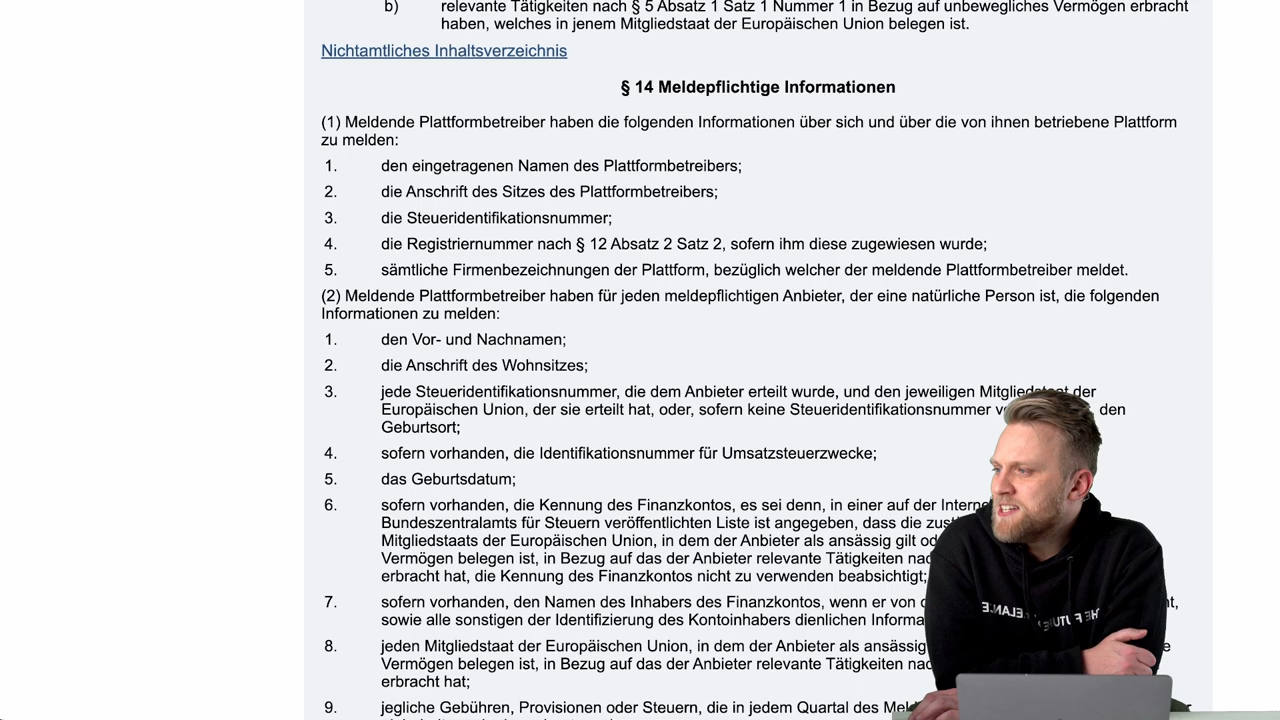 b) relevante Tätigkeiten nach § 5 Absatz 1 Satz 1 Nummer 1 in Bezug auf unbewegliches Vermögen erbracht
haben, welches in jenem Mitgliedstaat der Europäischen Union belegen ist.
Nichtamtliches Inhaltsverzeichnis
§ 14 Meldepflichtige Informationen
(1) Meldende Plattformbetreiber haben die folgenden Informationen über sich und über die von ihnen betriebene Plattform
zu melden:
1. den eingetragenen Namen des Plattformbetreibers;
2. die Anschrift des Sitzes des Plattformbetreibers;
3. die Steueridentifikationsnummer;
4. die Registriernummer nach § 12 Absatz 2 Satz 2, sofern ihm diese zugewiesen wurde;
5. sämtliche Firmenbezeichnungen der Plattform, bezüglich welcher der meldende Plattformbetreiber meldet.
(2) Meldende Plattformbetreiber haben für jeden meldepflichtigen Anbieter, der eine natürliche Person ist, die folgenden
Informationen zu melden:
1. den Vor- und Nachnamen;
2. die Anschrift des Wohnsitzes;
3. jede Steueridentifikationsnummer, die dem Anbieter erteilt wurde, und den jeweiligen Mitgliedstaat der
Europäischen Union, der sie erteilt hat, oder, sofern keine Steueridentifikationsnummer den
Geburtsort;
4. sofern vorhanden, die Identifikationsnummer für Umsatzsteuerzwecke;
5. das Geburtsdatum;
6. sofern vorhanden, die Kennung des Finanzkontos, es sei denn, in einer auf der
Bundeszentralamts für Steuern veröffentlichten Liste ist angegeben, dass die
Mitgliedstaats der Europäischen Union, in dem der Anbieter als ansässig gilt
Vermögen belegen ist, in Bezug auf das der Anbieter relevante Tätigkeiten
erbracht hat, die Kennung des Finanzkontos nicht zu verwenden beabsichtigt;
7. sofern vorhanden, den Namen des Inhabers des Finanzkontos, wenn er von
sowie alle sonstigen der Identifizierung des Kontoinhabers dienlichen
8. jeden Mitgliedstaat der Europäischen Union, in dem der Anbieter als ansässig
Vermögen belegen ist, in Bezug auf das der Anbieter relevante Tätigkeiten
erbracht hat;
9. jegliche Gebühren, Provisionen oder Steuern, die in jedem Quartal des